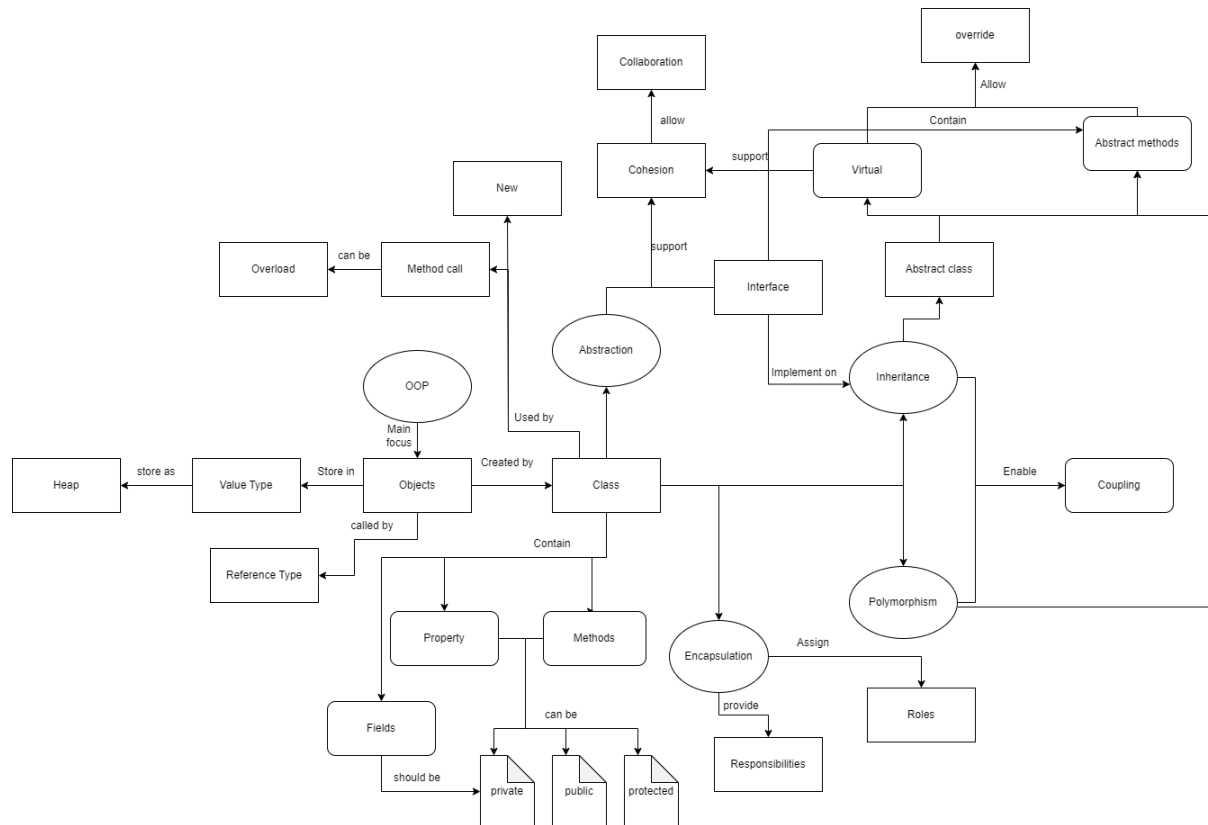 override
Collaboration
Allow
allow
Contain
Abstract methods
support
Cohesion
Virtual
New
support
Overload
can be
Method call
Interface
Abstract class
Abstraction
Implement on
Inheritance
OOP
Used by
Main
focus
Created by
store as
Store in
Enable
Heap
Value Type
Objects
Class
Coupling
called by
Contain
Reference Type
Polymorphism
Property
Methods
Encapsulation
Assign
provide
Roles
Fields
can be
Responsibilities
should be
private
public
protected